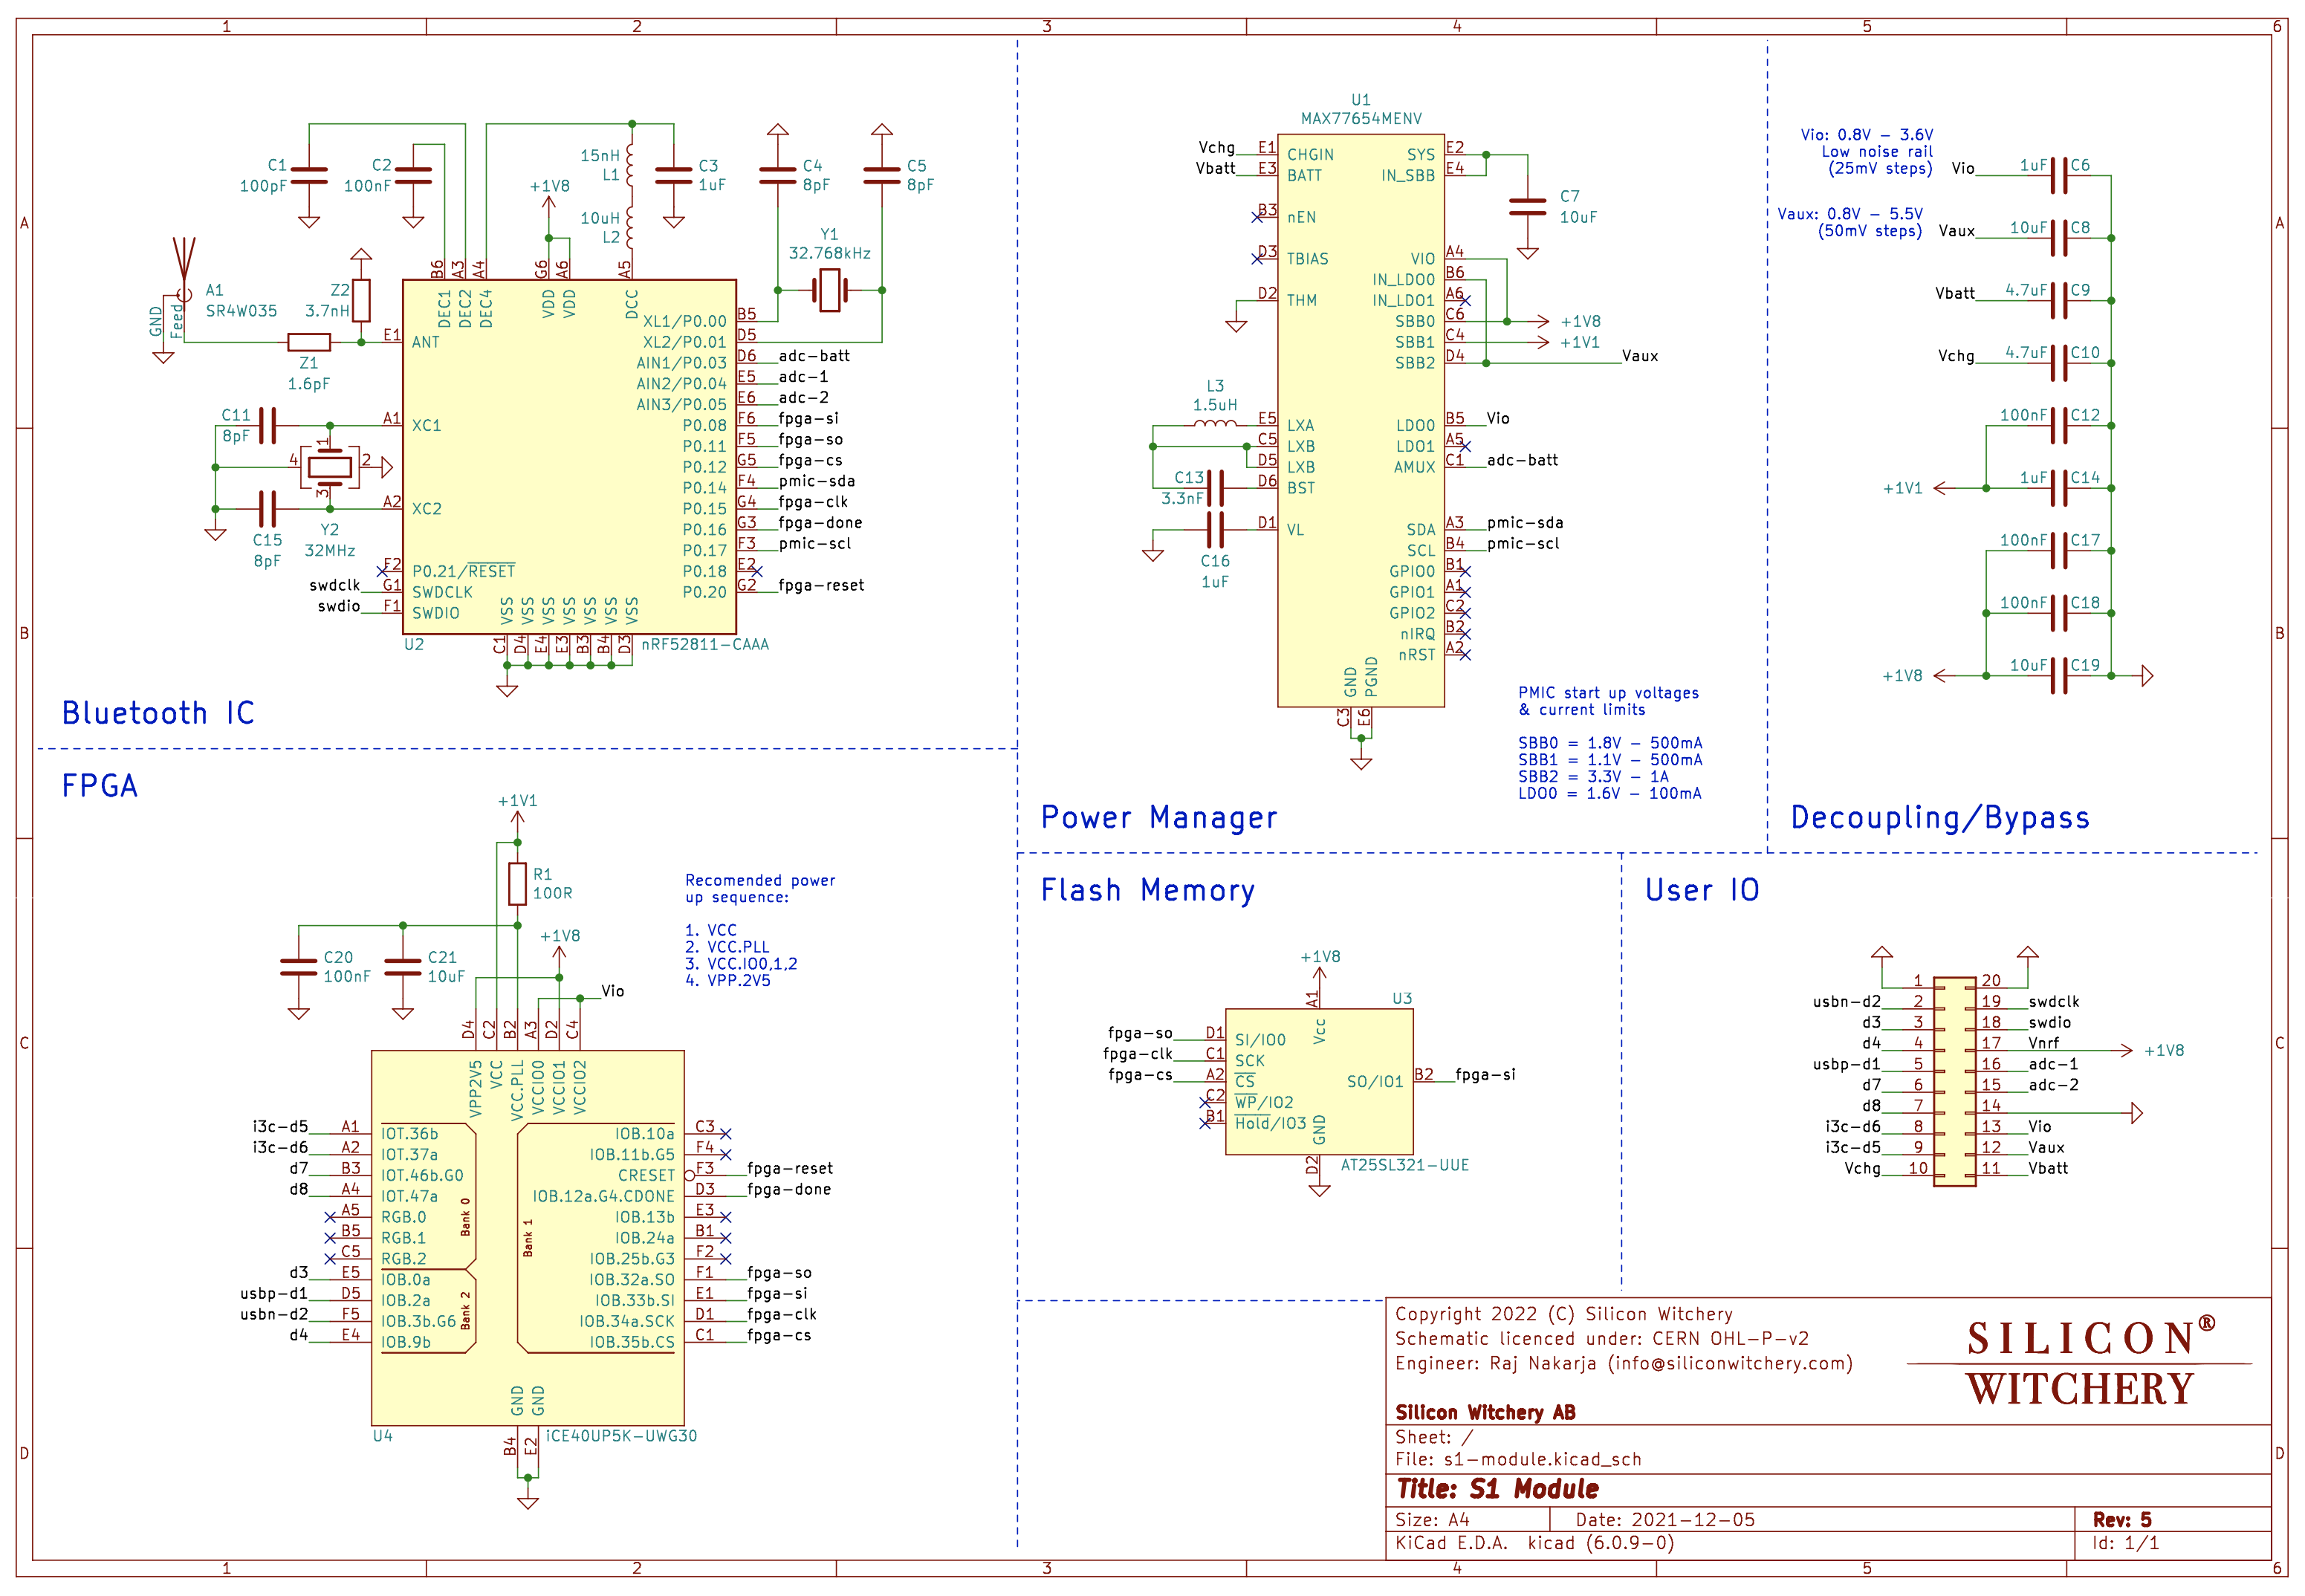 1 2 3 4 5 6
A
B
C
D
C1
100pF
C2
100nF
15nH
L1
10uH
L2
C3
1uF
C4
8pF
C5
8pF
+1V8
Y1
32.768kHz
A1
SR4W035
GND
Feed
Z2
3.7nH
Z1
1.6pF
C11
8pF
C15
8pF
Y2
32MHz
4 1 2 3
B6 A3 A4 G6 A6 A5
DEC1 DEC2 DEC4 VDD VDD DCC
E1 ANT
A1 XC1
A2 XC2
F2 P0.21/RESET
swdclk G1 SWDCLK
swdio F1 SWDIO
XL1/P0.00 B5
XL2/P0.01 D5
AIN1/P0.03 D6 adc-batt
AIN2/P0.04 E5 adc-1
AIN3/P0.05 E6 adc-2
P0.08 F6 fpga-si
P0.11 F5 fpga-so
P0.12 G5 fpga-cs
P0.14 F4 pmic-sda
P0.15 G4 fpga-clk
P0.16 G3 fpga-done
P0.17 F3 pmic-scl
P0.18 E2
P0.20 G2 fpga-reset
VSS VSS VSS VSS VSS VSS VSS
C1 D4 E4 E3 B3 B4 D3
U2
nRF52811-CAAA
Bluetooth IC
U1
MAX77654MENV
Vchg E1 CHGIN
Vbatt E3 BATT
B3 nEN
D3 TBIAS
D2 THM
L3
1.5uH
E5 LXA
C5 LXB
D5 LXB
C13
3.3nF
D6 BST
D1 VL
C16
1uF
SYS E2
IN_SBB E4
C7
10uF
VIO A4
IN_LDO0 B6
IN_LDO1 A6
SBB0 C6 +1V8
SBB1 C4 +1V1
SBB2 D4 Vaux
LDO0 B5 Vio
LDO1 A5
AMUX C1 adc-batt
SDA A3 pmic-sda
SCL B4 pmic-scl
GPIO0 B1
GPIO1 A1
GPIO2 C2
nIRQ B2
nRST A2
GND PGND
C3 E6
PMIC start up voltages
& current limits
SBB0 = 1.8V - 500mA
SBB1 = 1.1V - 500mA
SBB2 = 3.3V - 1A
LDO0 = 1.6V - 100mA
Power Manager
Vio: 0.8V - 3.6V
Low noise rail
(25mV steps)
Vaux: 0.8V - 5.5V
(50mV steps)
Vio 1uF C6
Vaux 10uF C8
Vbatt 4.7uF C9
Vchg 4.7uF C10
100nF C12
+1V1 1uF C14
100nF C17
100nF C18
+1V8 10uF C19
Decoupling/Bypass
FPGA
+1V1
R1
100R
C20
100nF
C21
10uF
+1V8
Vio
Recomended power
up sequence:
1. VCC
2. VCC.PLL
3. VCC.IO0,1,2
4. VPP.2V5
D4 C2 B2 A3 D2 C4
VPP2V5 VCC VCC.PLL VCCIO0 VCCIO1 VCCIO2
i3c-d5 A1 IOT.36b
i3c-d6 A2 IOT.37a
d7 B3 IOT.46b.G0
d8 A4 IOT.47a
A5 RGB.0
B5 RGB.1
C5 RGB.2
d3 E5 IOB.0a
usbp-d1 D5 IOB.2a
usbn-d2 F5 IOB.3b.G6
d4 E4 IOB.9b
Bank 0
Bank 1
Bank 2
IOB.10a C3
IOB.11b.G5 F4
CRESET F3 fpga-reset
IOB.12a.G4.CDONE D3 fpga-done
IOB.13b E3
IOB.24a B1
IOB.25b.G3 F2
IOB.32a.SO F1 fpga-so
IOB.33b.SI E1 fpga-si
IOB.34a.SCK D1 fpga-clk
IOB.35b.CS C1 fpga-cs
GND GND
B4 E2
U4
iCE40UP5K-UWG30
Flash Memory
+1V8
A1
U3
Vcc
fpga-so D1 SI/IO0
fpga-clk C1 SCK
fpga-cs A2 CS
C2 WP/IO2
B1 Hold/IO3
SO/IO1 B2 fpga-si
GND
D2
AT25SL321-UUE
User IO
1 20
usbn-d2 2 19 swdclk
d3 3 18 swdio
d4 4 17 Vnrf +1V8
usbp-d1 5 16 adc-1
d7 6 15 adc-2
d8 7 14
i3c-d6 8 13 Vio
i3c-d5 9 12 Vaux
Vchg 10 11 Vbatt
Copyright 2022 (C) Silicon Witchery
Schematic licenced under: CERN OHL-P-v2
Engineer: Raj Nakarja (info@siliconwitchery.com)
SILICON®
WITCHERY
Silicon Witchery AB
Sheet: /
File: s1-module.kicad_sch
Title: S1 Module
Size: A4 Date: 2021-12-05 Rev: 5
KiCad E.D.A. kicad (6.0.9-0) Id: 1/1
A
B
C
D
1 2 3 4 5 6